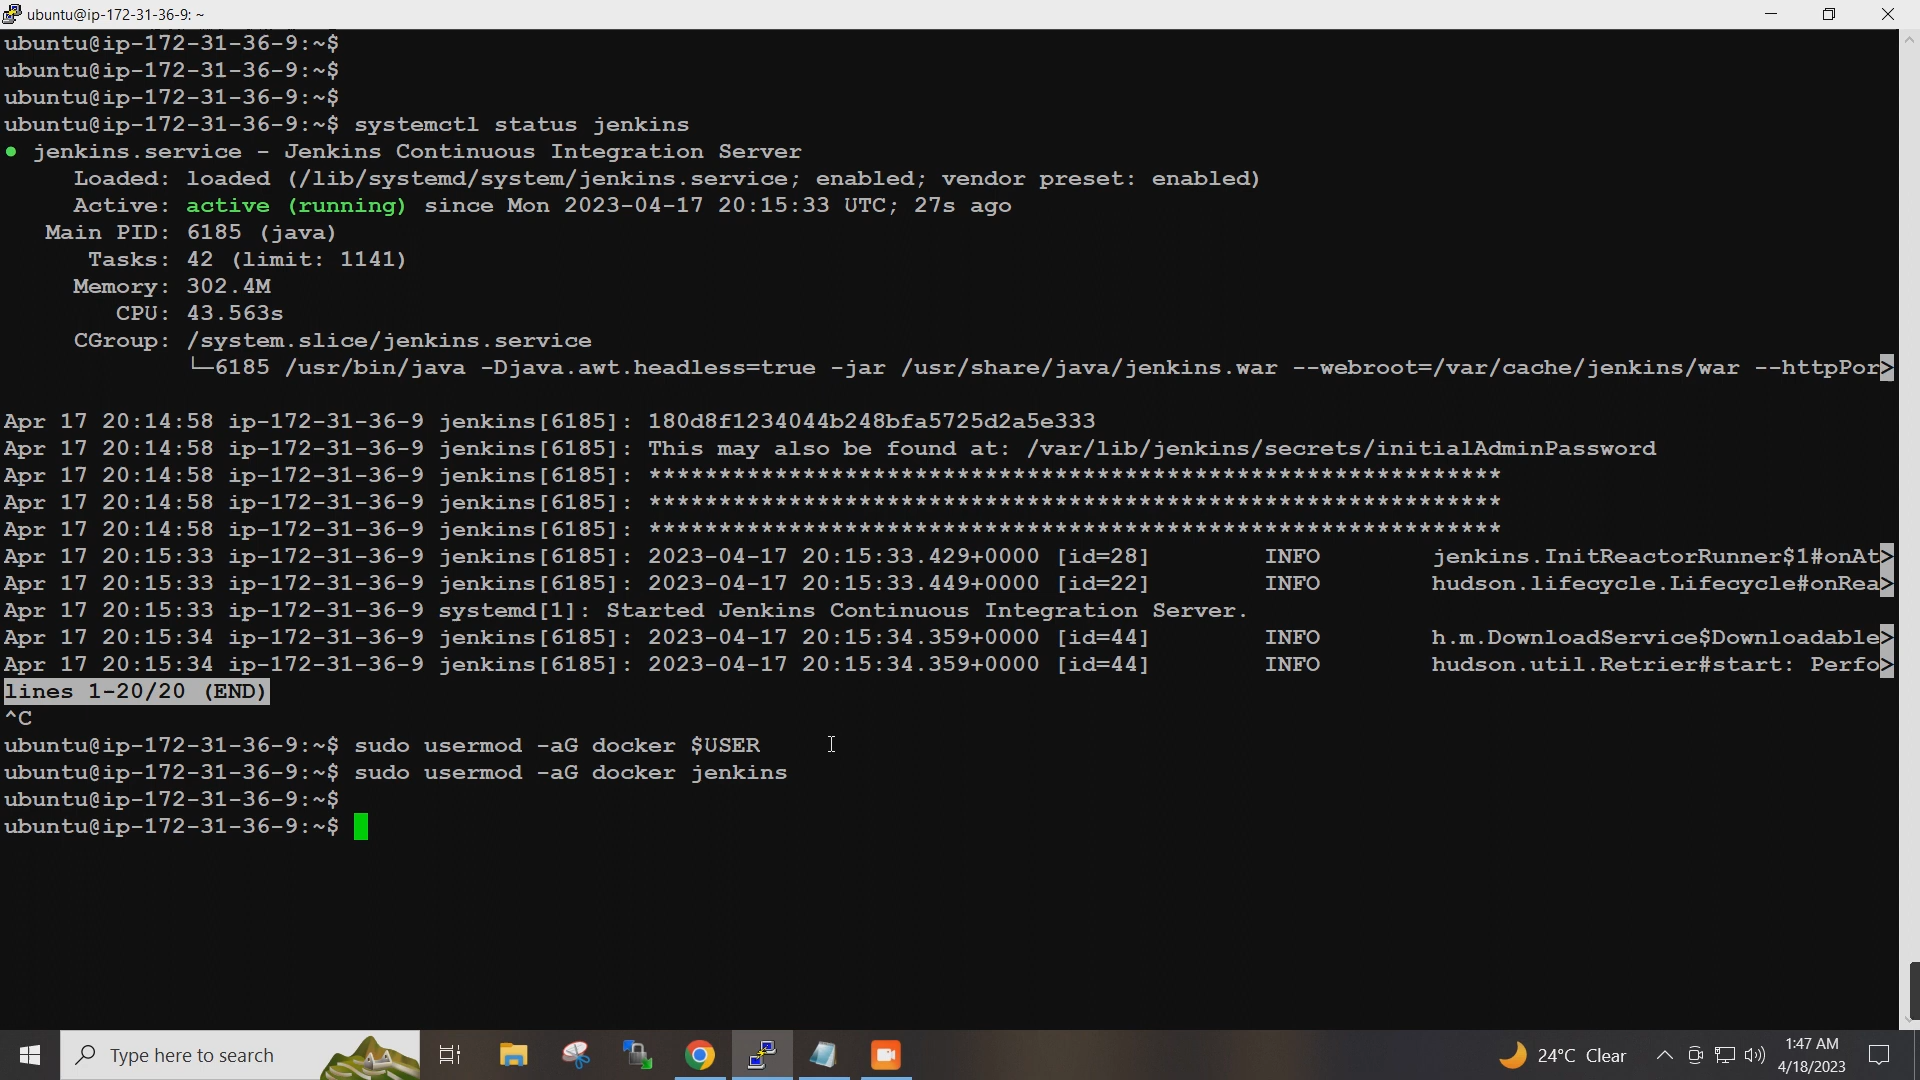 ubuntu@ip-172-31-36-9: ~
ubuntu@ip-172-31-36-9:~$
ubuntu@ip-172-31-36-9:~$
ubuntu@ip-172-31-36-9:~$
ubuntu@ip-172-31-36-9:~$ systemctl status jenkins
● jenkins.service - Jenkins Continuous Integration Server
Loaded: loaded (/lib/systemd/system/jenkins.service; enabled; vendor preset: enabled)
Active: active (running) since Mon 2023-04-17 20:15:33 UTC; 27s ago
Main PID: 6185 (java)
Tasks: 42 (limit: 1141)
Memory: 302.4M
CPU: 43.563s
CGroup: /system.slice/jenkins.service
└─6185 /usr/bin/java -Djava.awt.headless=true -jar /usr/share/java/jenkins.war --webroot=/var/cache/jenkins/war --httpPor>
Apr 17 20:14:58 ip-172-31-36-9 jenkins[6185]: 180d8f1234044b248bfa5725d2a5e333
Apr 17 20:14:58 ip-172-31-36-9 jenkins[6185]: This may also be found at: /var/lib/jenkins/secrets/initialAdminPassword
Apr 17 20:14:58 ip-172-31-36-9 jenkins[6185]: *************************************************************
Apr 17 20:14:58 ip-172-31-36-9 jenkins[6185]: *************************************************************
Apr 17 20:14:58 ip-172-31-36-9 jenkins[6185]: *************************************************************
Apr 17 20:15:33 ip-172-31-36-9 jenkins[6185]: 2023-04-17 20:15:33.429+0000 [id=28] INFO jenkins.InitReactorRunner$1#onAt>
Apr 17 20:15:33 ip-172-31-36-9 jenkins[6185]: 2023-04-17 20:15:33.449+0000 [id=22] INFO hudson.lifecycle.Lifecycle#onRea>
Apr 17 20:15:33 ip-172-31-36-9 systemd[1]: Started Jenkins Continuous Integration Server.
Apr 17 20:15:34 ip-172-31-36-9 jenkins[6185]: 2023-04-17 20:15:34.359+0000 [id=44] INFO h.m.DownloadService$Downloadable>
Apr 17 20:15:34 ip-172-31-36-9 jenkins[6185]: 2023-04-17 20:15:34.359+0000 [id=44] INFO hudson.util.Retrier#start: Perfo>
lines 1-20/20 (END)
^C
ubuntu@ip-172-31-36-9:~$ sudo usermod -aG docker $USER
ubuntu@ip-172-31-36-9:~$ sudo usermod -aG docker jenkins
ubuntu@ip-172-31-36-9:~$
ubuntu@ip-172-31-36-9:~$
Type here to search
24°C Clear
1:47 AM
4/18/2023